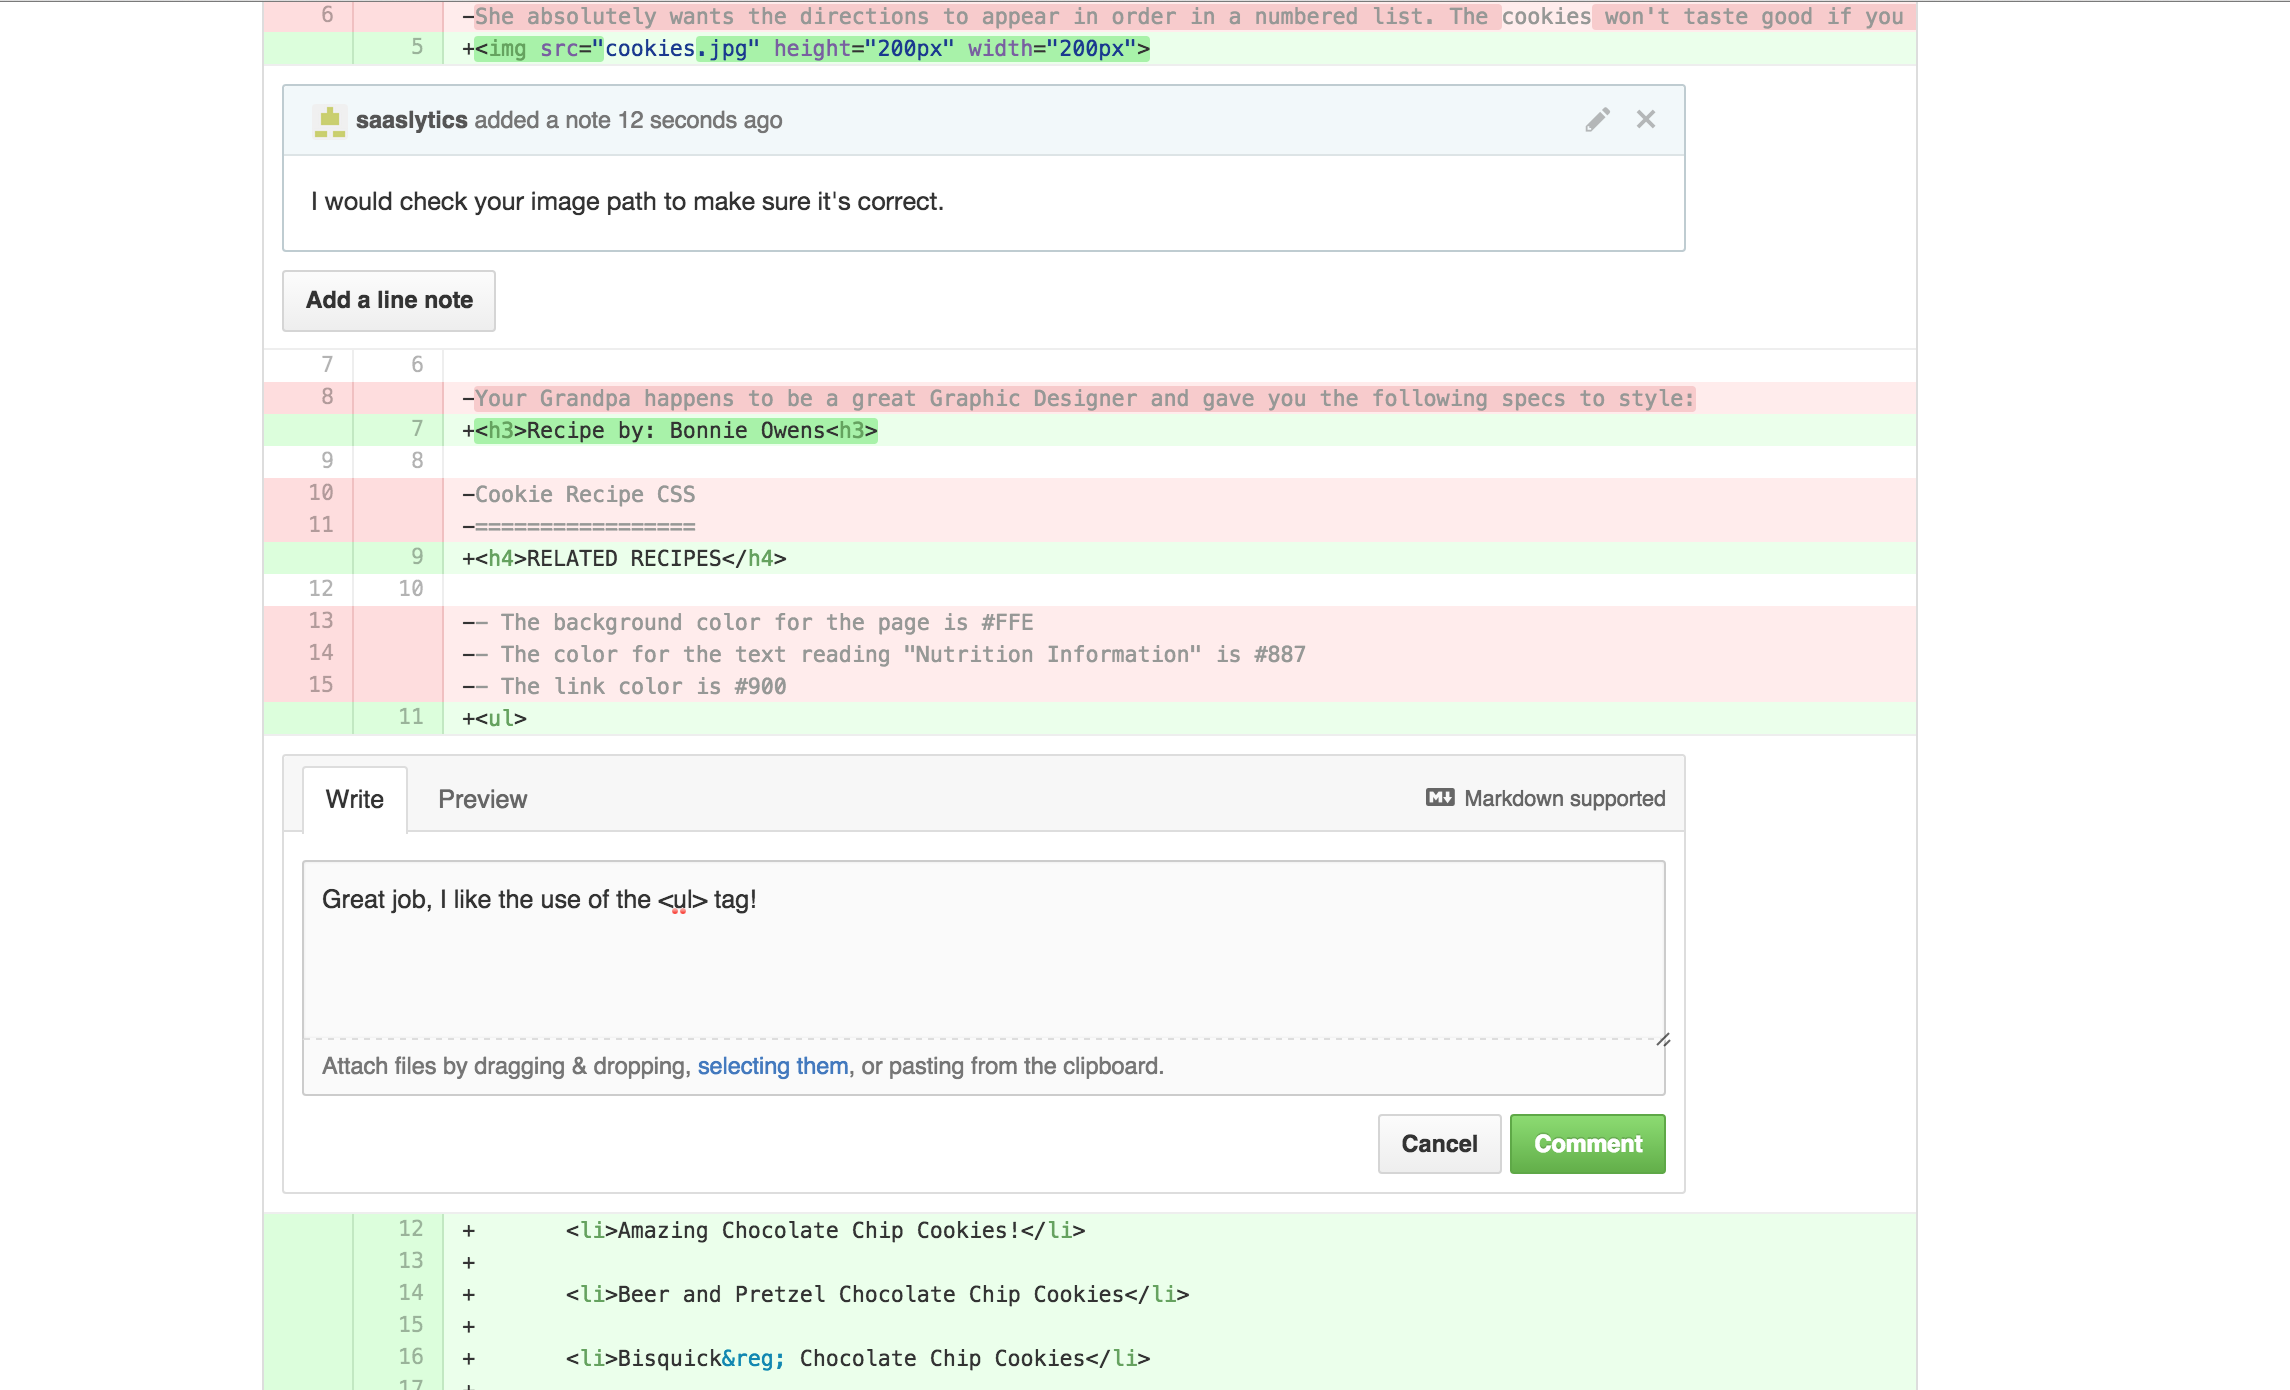 6 -She absolutely wants the directions to appear in order in a numbered list. The cookies won't taste good if you
5 +<img src="cookies.jpg" height="200px" width="200px">
saaslytics added a note 12 seconds ago
I would check your image path to make sure it's correct.
Add a line note
7 6
8 -Your Grandpa happens to be a great Graphic Designer and gave you the following specs to style:
7 +<h3>Recipe by: Bonnie Owens<h3>
9 8
10 -Cookie Recipe CSS
11 -=================
9 +<h4>RELATED RECIPES</h4>
12 10
13 -- The background color for the page is #FFE
14 -- The color for the text reading "Nutrition Information" is #887
15 -- The link color is #900
11 +<ul>
Write Preview Markdown supported
Great job, I like the use of the <ul> tag!
Attach files by dragging & dropping, selecting them, or pasting from the clipboard.
Cancel Comment
12 + <li>Amazing Chocolate Chip Cookies!</li>
13 +
14 + <li>Beer and Pretzel Chocolate Chip Cookies</li>
15 +
16 + <li>Bisquick&reg; Chocolate Chip Cookies</li>
17 +